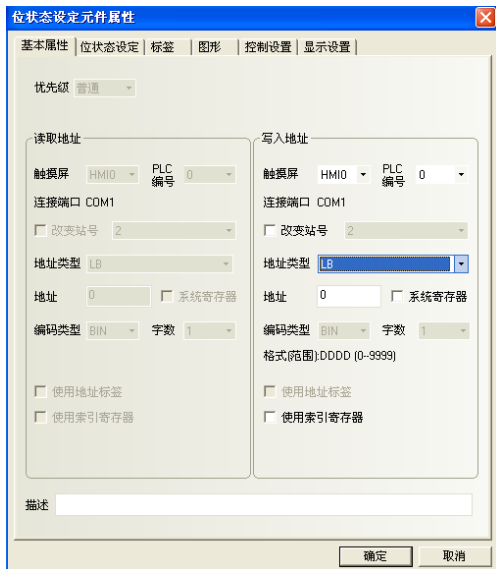 位状态设定元件属性
基本属性 位状态设定 标签 图形 控制设置 显示设置
优先级 普通
读取地址
触摸屏 HMI0 PLC编号 0
连接端口 COM1
改变站号 2
地址类型 LB
地址 0 系统寄存器
编码类型 BIN 字数 1
使用地址标签
使用索引寄存器
写入地址
触摸屏 HMI0 PLC编号 0
连接端口 COM1
改变站号 2
地址类型 LB
地址 0 系统寄存器
编码类型 BIN 字数 1
格式(范围):DDDD (0--9999)
使用地址标签
使用索引寄存器
描述
确定 取消